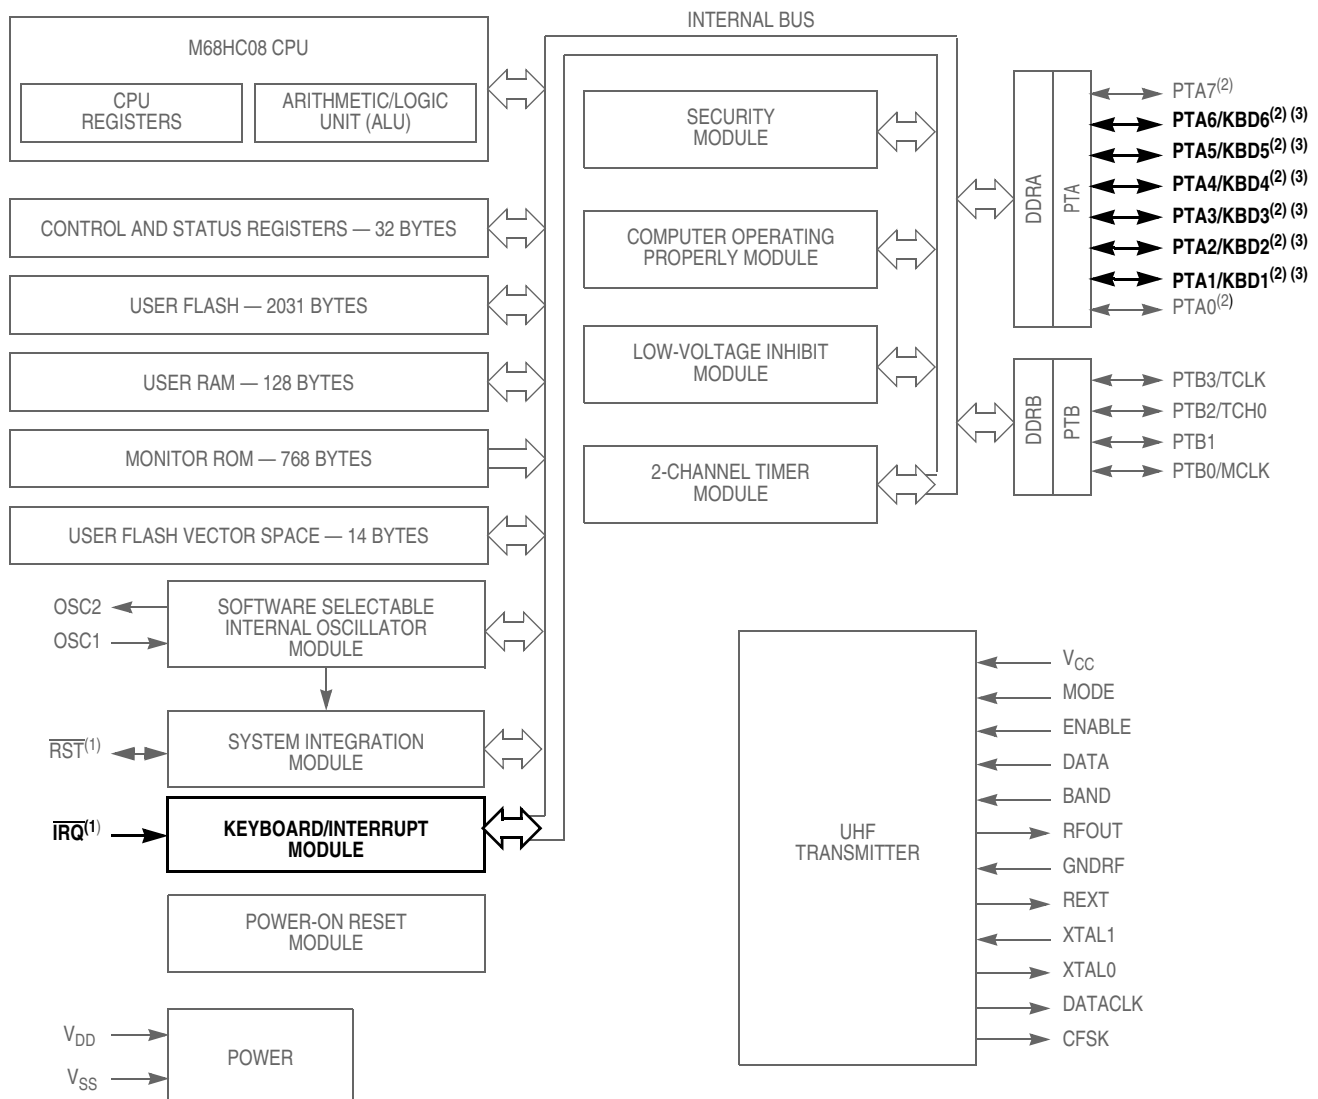 INTERNAL BUS
M68HC08 CPU
CPU
REGISTERS
ARITHMETIC/LOGIC
UNIT (ALU)
CONTROL AND STATUS REGISTERS — 32 BYTES
USER FLASH — 2031 BYTES
USER RAM — 128 BYTES
MONITOR ROM — 768 BYTES
USER FLASH VECTOR SPACE — 14 BYTES
OSC2
OSC1
SOFTWARE SELECTABLE
INTERNAL OSCILLATOR
MODULE
RST(1)
SYSTEM INTEGRATION
MODULE
IRQ(1)
KEYBOARD/INTERRUPT
MODULE
POWER-ON RESET
MODULE
VDD
VSS
POWER
SECURITY
MODULE
COMPUTER OPERATING
PROPERLY MODULE
LOW-VOLTAGE INHIBIT
MODULE
2-CHANNEL TIMER
MODULE
DDRA
PTA
PTA7(2)
PTA6/KBD6(2) (3)
PTA5/KBD5(2) (3)
PTA4/KBD4(2) (3)
PTA3/KBD3(2) (3)
PTA2/KBD2(2) (3)
PTA1/KBD1(2) (3)
PTA0(2)
DDRB
PTB
PTB3/TCLK
PTB2/TCH0
PTB1
PTB0/MCLK
UHF
TRANSMITTER
VCC
MODE
ENABLE
DATA
BAND
RFOUT
GNDRF
REXT
XTAL1
XTAL0
DATACLK
CFSK